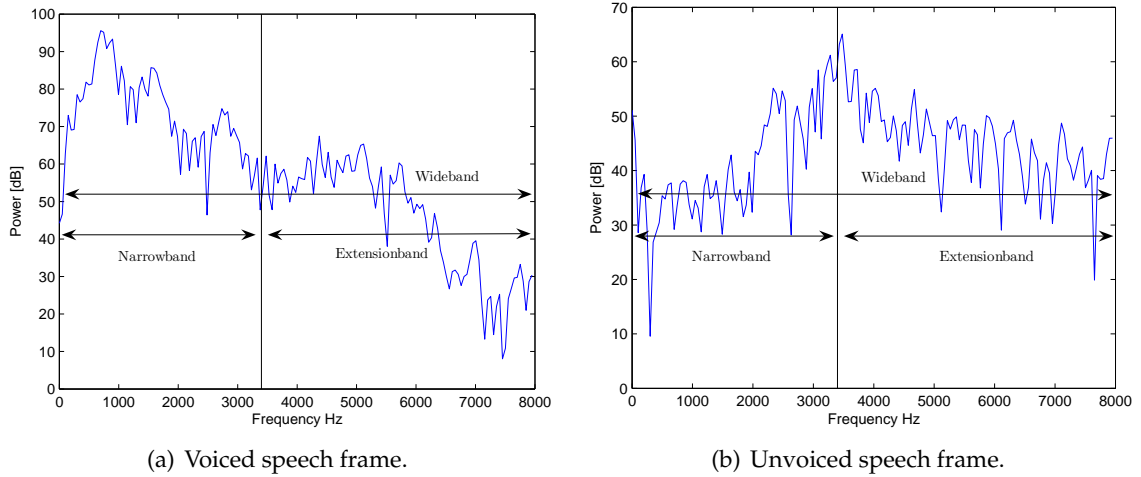 100
90
80
70
60
50
40
30
20
10
0
Power [dB]
Wideband
Narrowband
Extensionband
0 1000 2000 3000 4000 5000 6000 7000 8000
Frequency Hz
(a) Voiced speech frame.
70
60
50
40
30
20
10
0
Power [dB]
Wideband
Narrowband
Extensionband
0 1000 2000 3000 4000 5000 6000 7000 8000
Frequency Hz
(b) Unvoiced speech frame.